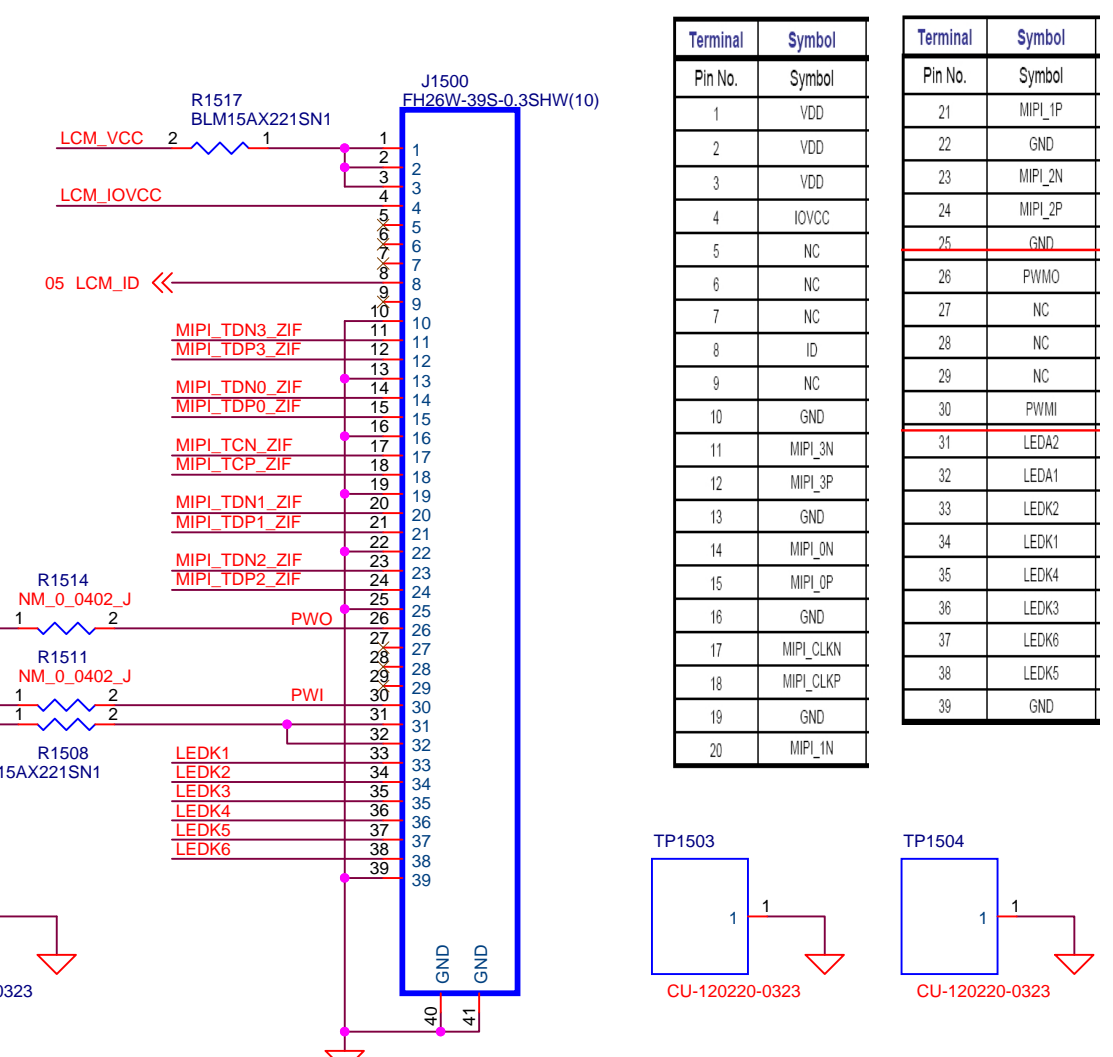 J1500
FH26W-39S-0.3SHW(10)
R1517
BLM15AX221SN1
LCM_VCC 2 1 1 1
2 2
3 3
LCM_IOVCC 4 4
5 5
6 6
7 7
05 LCM_ID 8 8
9 9
10 10
MIPI_TDN3_ZIF 11 11
MIPI_TDP3_ZIF 12 12
13 13
MIPI_TDN0_ZIF 14 14
MIPI_TDP0_ZIF 15 15
16 16
MIPI_TCN_ZIF 17 17
MIPI_TCP_ZIF 18 18
19 19
MIPI_TDN1_ZIF 20 20
MIPI_TDP1_ZIF 21 21
22 22
MIPI_TDN2_ZIF 23 23
MIPI_TDP2_ZIF 24 24
25 25
R1514
NM_0_0402_J
1 2 PWO 26 26
27 27
28 28
29 29
R1511
NM_0_0402_J
1 2 PWI 30 30
1 2 31 31
32 32
R1508
15AX221SN1
LEDK1 33 33
LEDK2 34 34
LEDK3 35 35
LEDK4 36 36
LEDK5 37 37
LEDK6 38 38
39 39
GND GND
40 41
0323
Terminal Symbol
Pin No. Symbol
1 VDD
2 VDD
3 VDD
4 IOVCC
5 NC
6 NC
7 NC
8 ID
9 NC
10 GND
11 MIPI_3N
12 MIPI_3P
13 GND
14 MIPI_0N
15 MIPI_0P
16 GND
17 MIPI_CLKN
18 MIPI_CLKP
19 GND
20 MIPI_1N
Terminal Symbol
Pin No. Symbol
21 MIPI_1P
22 GND
23 MIPI_2N
24 MIPI_2P
25 GND
26 PWMO
27 NC
28 NC
29 NC
30 PWMI
31 LEDA2
32 LEDA1
33 LEDK2
34 LEDK1
35 LEDK4
36 LEDK3
37 LEDK6
38 LEDK5
39 GND
TP1503
1 1
CU-120220-0323
TP1504
1 1
CU-120220-0323